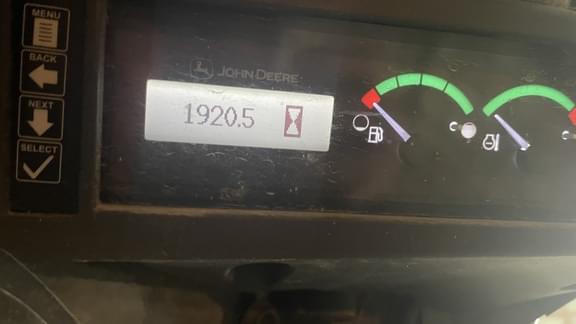 MENU
BACK
NEXT
SELECT
JOHN DEERE
1920.5